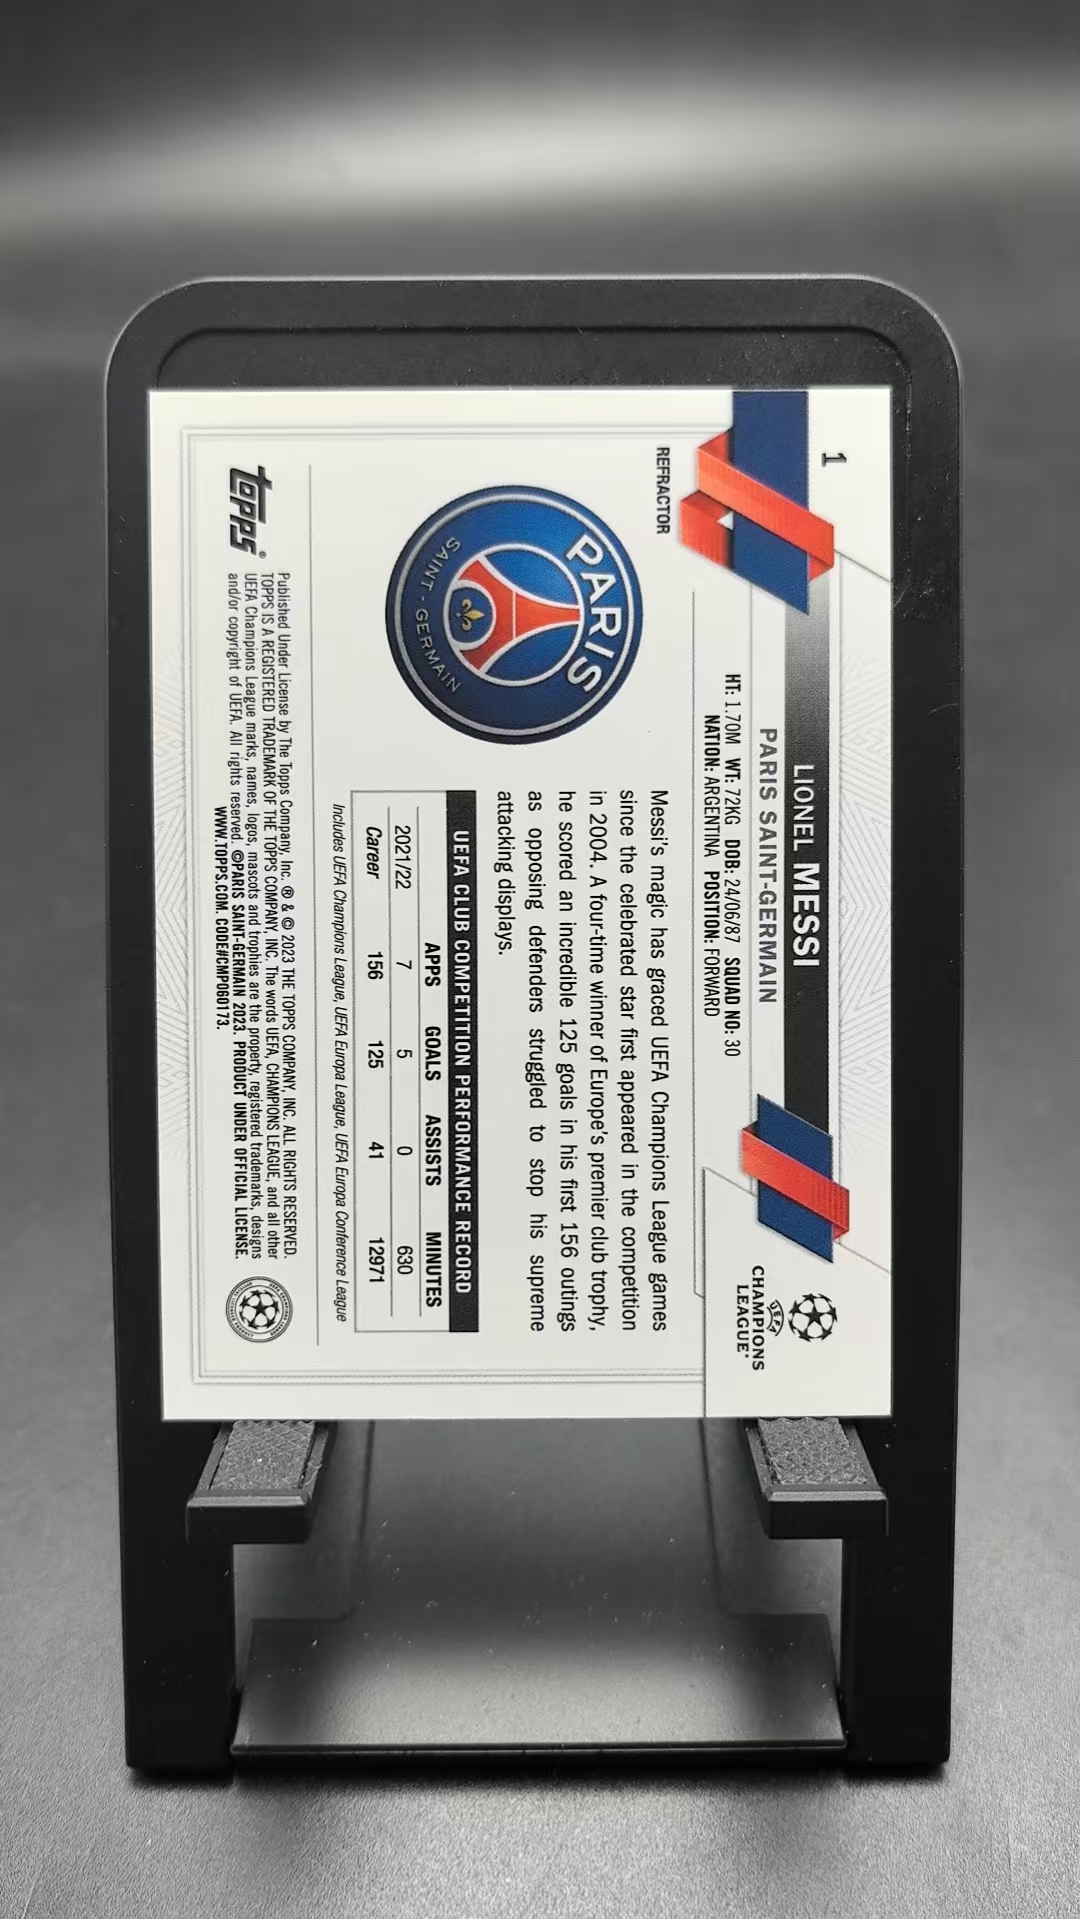 1
LIONEL MESSI
PARIS SAINT-GERMAIN
HT: 1.70M WT: 72KG DOB: 24/06/87 SQUAD NO: 30
NATION: ARGENTINA POSITION: FORWARD
UEFA
CHAMPIONS
LEAGUE
REFRACTOR
PARIS
SAINT-GERMAIN
Messi's magic has graced UEFA Champions League games
since the celebrated star first appeared in the competition
in 2004. A four-time winner of Europe's premier club trophy,
he scored an incredible 125 goals in his first 156 outings
as opposing defenders struggled to stop his supreme
attacking displays.
UEFA CLUB COMPETITION PERFORMANCE RECORD
APPS GOALS ASSISTS MINUTES
2021/22 7 5 0 630
Career 156 125 41 12971
Includes UEFA Champions League, UEFA Europa League, UEFA Europa Conference League
topps®
Published Under License by The Topps Company, Inc. ® & © 2023 THE TOPPS COMPANY, INC. ALL RIGHTS RESERVED.
TOPPS IS A REGISTERED TRADEMARK OF THE TOPPS COMPANY, INC. The words UEFA, CHAMPIONS LEAGUE, and all other
UEFA Champions League marks, names, logos, mascots and trophies are the property, registered trademarks, designs
and/or copyright of UEFA. All rights reserved. ©PARIS SAINT-GERMAIN 2023. PRODUCT UNDER OFFICIAL LICENSE.
WWW.TOPPS.COM. CODE#CMP060173.